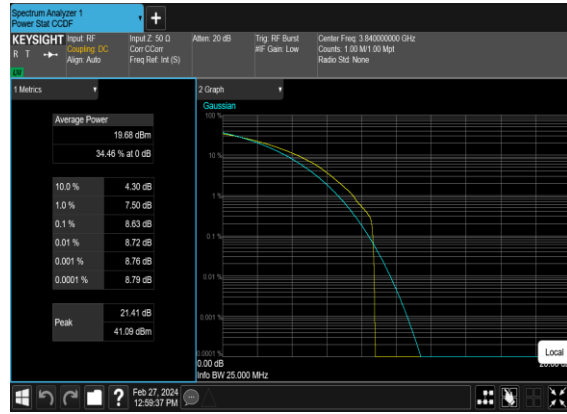 Spectrum Analyzer 1
Power Stat CCDF
KEYSIGHT
R T
LXI
Input: RF
Coupling: DC
Align: Auto
Input Z: 50 Ω
Corr CCorr
Freq Ref: Int (S)
Atten: 20 dB
Trig: RF Burst
#IF Gain: Low
Center Freq: 3.840000000 GHz
Counts: 1.00 M/1.00 Mpt
Radio Std: None
1 Metrics
Average Power
19.68 dBm
34.46 % at 0 dB
10.0 % 4.30 dB
1.0 % 7.50 dB
0.1 % 8.63 dB
0.01 % 8.72 dB
0.001 % 8.76 dB
0.0001 % 8.79 dB
Peak
21.41 dB
41.09 dBm
2 Graph
Gaussian
100 %
10 %
1 %
0.1 %
0.01 %
0.001 %
0.0001 %
0.00 dB
Info BW 25.000 MHz
Local
?
Feb 27, 2024
12:59:37 PM